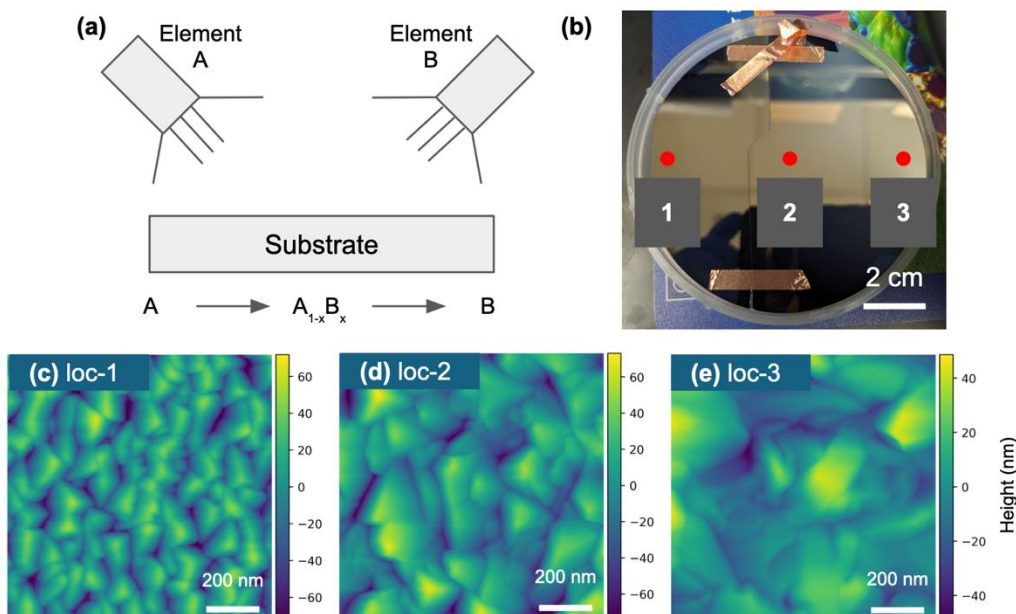 (a)
Element
A
Element
B
Substrate
A
A₁₋ₓBₓ
B
(b)
1
2
3
2 cm
(c) loc-1
60
40
20
0
−20
−40
−60
200 nm
(d) loc-2
60
40
20
0
−20
−40
−60
200 nm
(e) loc-3
40
20
0
−20
−40
200 nm
Height (nm)